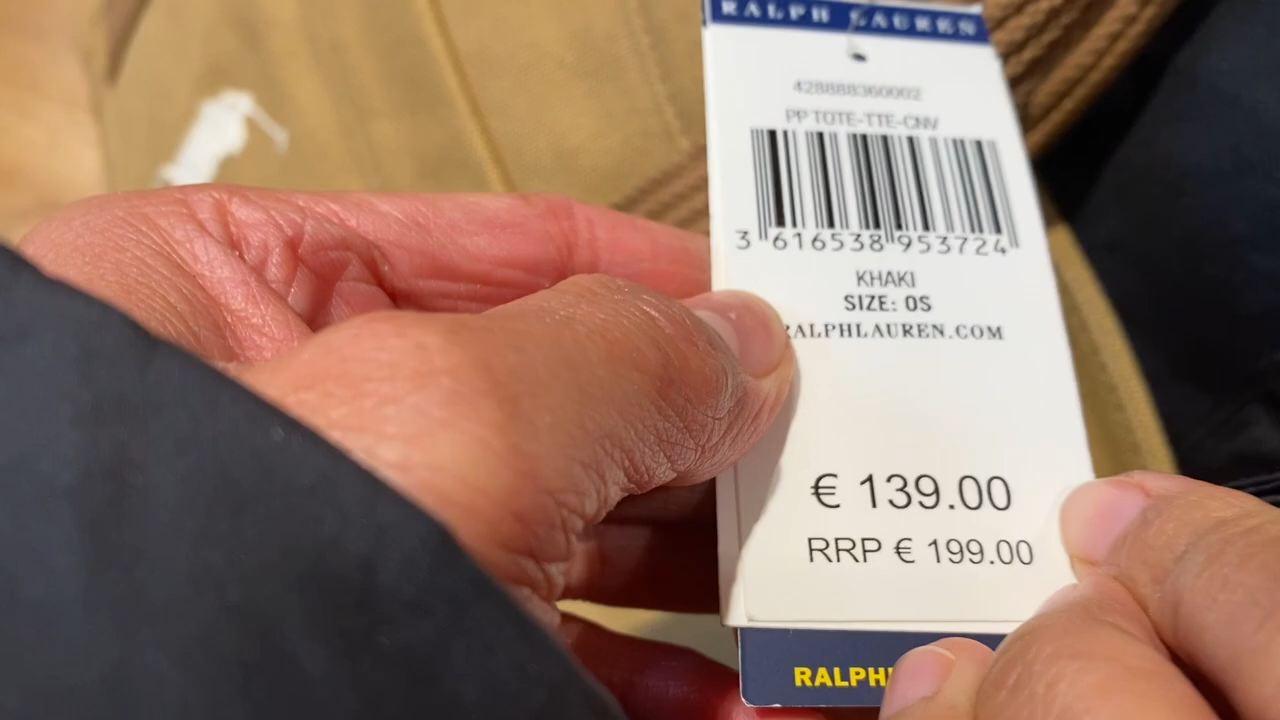 RALPH LAUREN
428888360002
PP TOTE-TTE-CNV
3 616538 953724
KHAKI
SIZE: OS
RALPHLAUREN.COM
€ 139.00
RRP € 199.00
RALPH